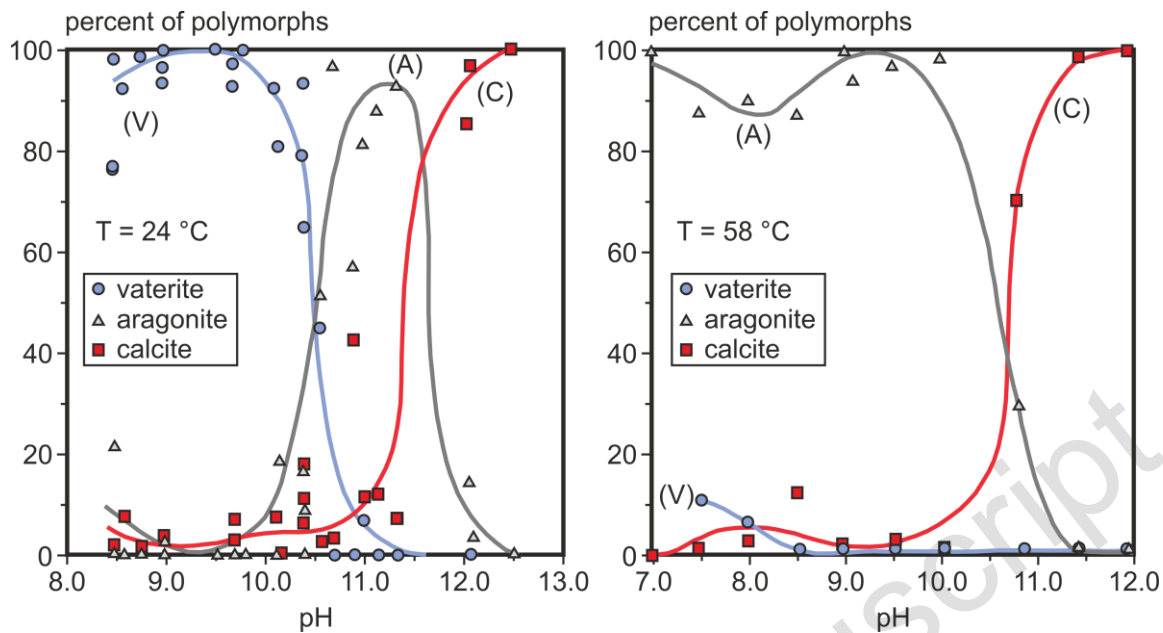 percent of polymorphs
100
80
60
40
20
0
8.0 9.0 10.0 11.0 12.0 13.0
pH
(V)
(A)
(C)
T = 24 °C
vaterite
aragonite
calcite
percent of polymorphs
100
80
60
40
20
0
7.0 8.0 9.0 10.0 11.0 12.0
pH
(A)
(C)
T = 58 °C
vaterite
aragonite
calcite
(V)
uscript